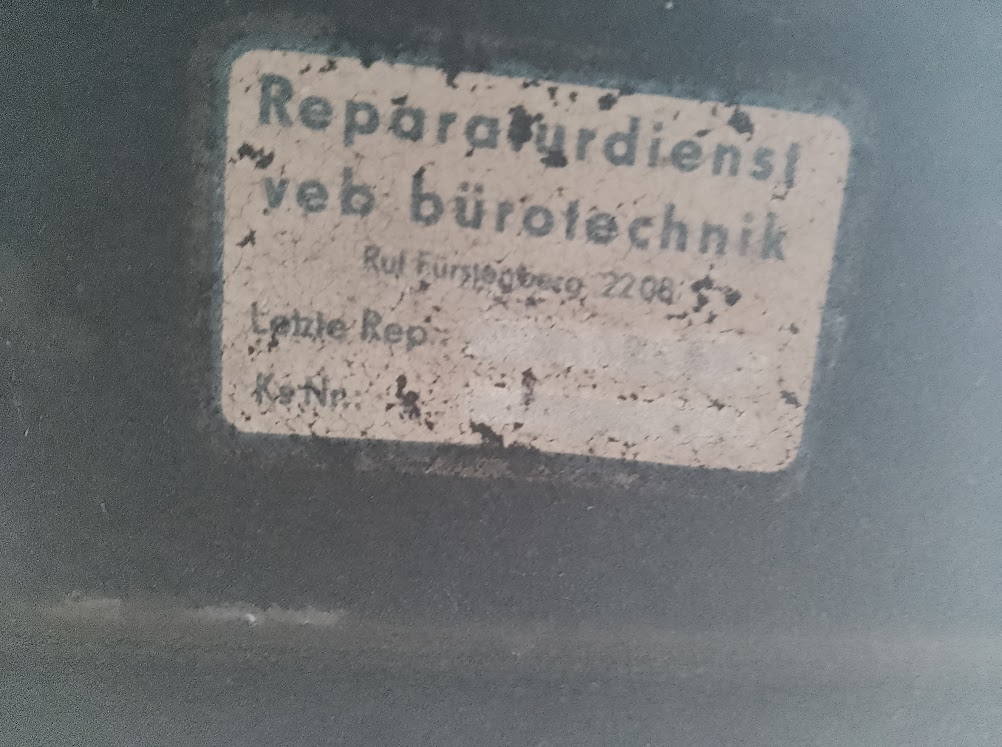 Reparaturdienst
veb bürotechnik
Ruf Fürstenberg 2208
Letzte Rep.:
Ks-Nr.: